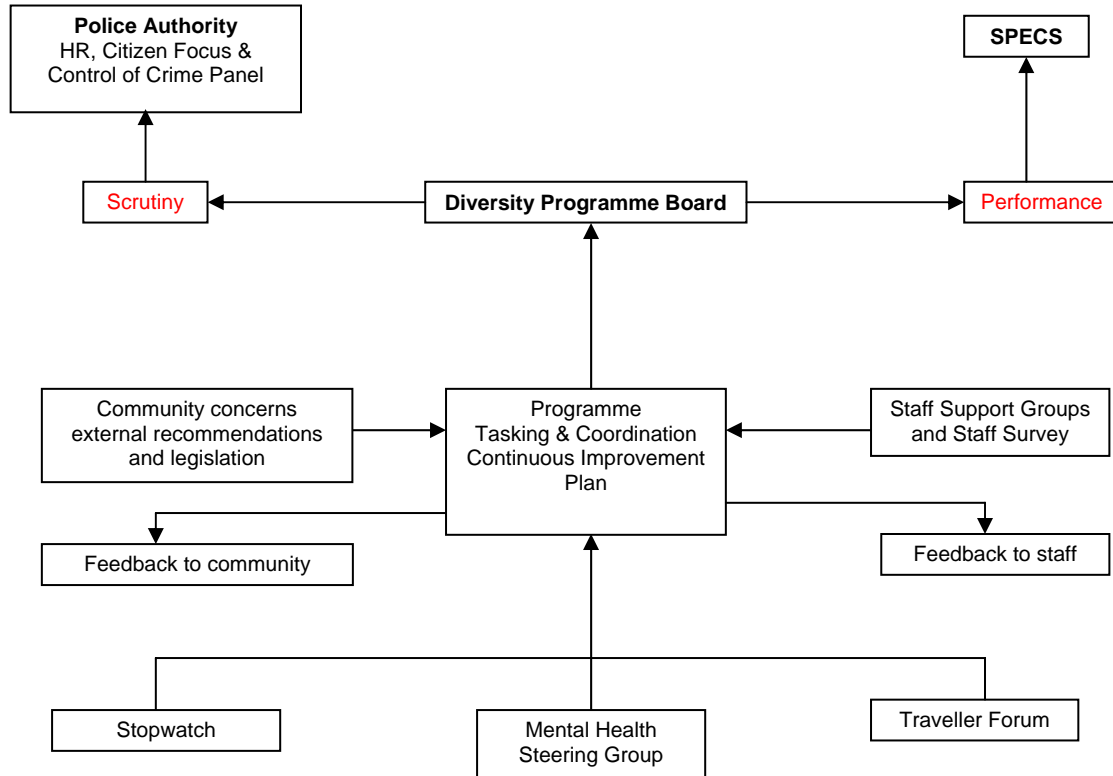 Police Authority
HR, Citizen Focus &
Control of Crime Panel
SPECS
Scrutiny
Diversity Programme Board
Performance
Community concerns
external recommendations
and legislation
Programme
Tasking & Coordination
Continuous Improvement
Plan
Staff Support Groups
and Staff Survey
Feedback to community
Feedback to staff
Stopwatch
Mental Health
Steering Group
Traveller Forum